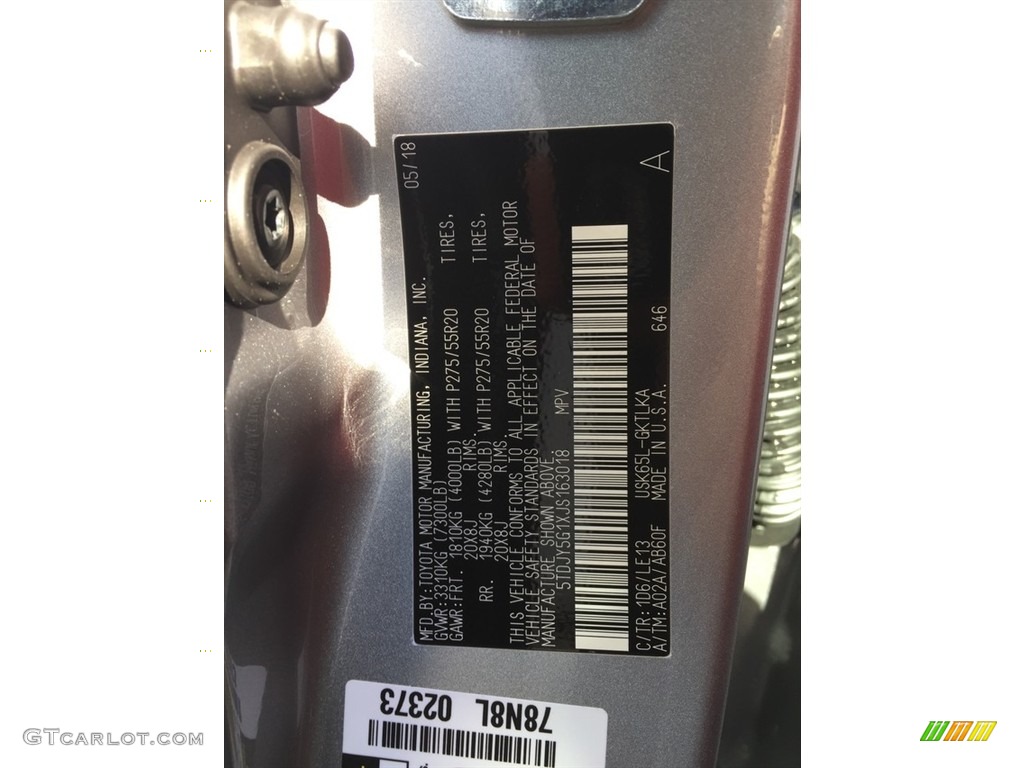 MFD.BY:TOYOTA MOTOR MANUFACTURING, INDIANA, INC. 05/18
GVWR:3310KG (7300LB)
GAWR:FRT. 1810KG (4000LB) WITH P275/55R20 TIRES,
20X8J RIMS.
RR. 1940KG (4280LB) WITH P275/55R20 TIRES,
20X8J RIMS.
THIS VEHICLE CONFORMS TO ALL APPLICABLE FEDERAL MOTOR
VEHICLE SAFETY STANDARDS IN EFFECT ON THE DATE OF
MANUFACTURE SHOWN ABOVE.
5TDJY5G1XJS163018 MPV
C/TR:1D6/LE13 USK65L-GKTLKA 646 A
A/TM:A02A/AB60F MADE IN U.S.A.
78N8L 02373
GTcarlot.com